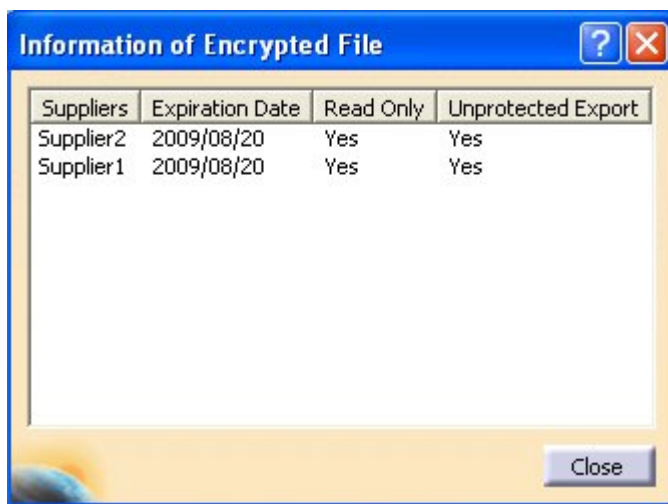 Information of Encrypted File
Suppliers Expiration Date Read Only Unprotected Export
Supplier2 2009/08/20 Yes Yes
Supplier1 2009/08/20 Yes Yes
Close